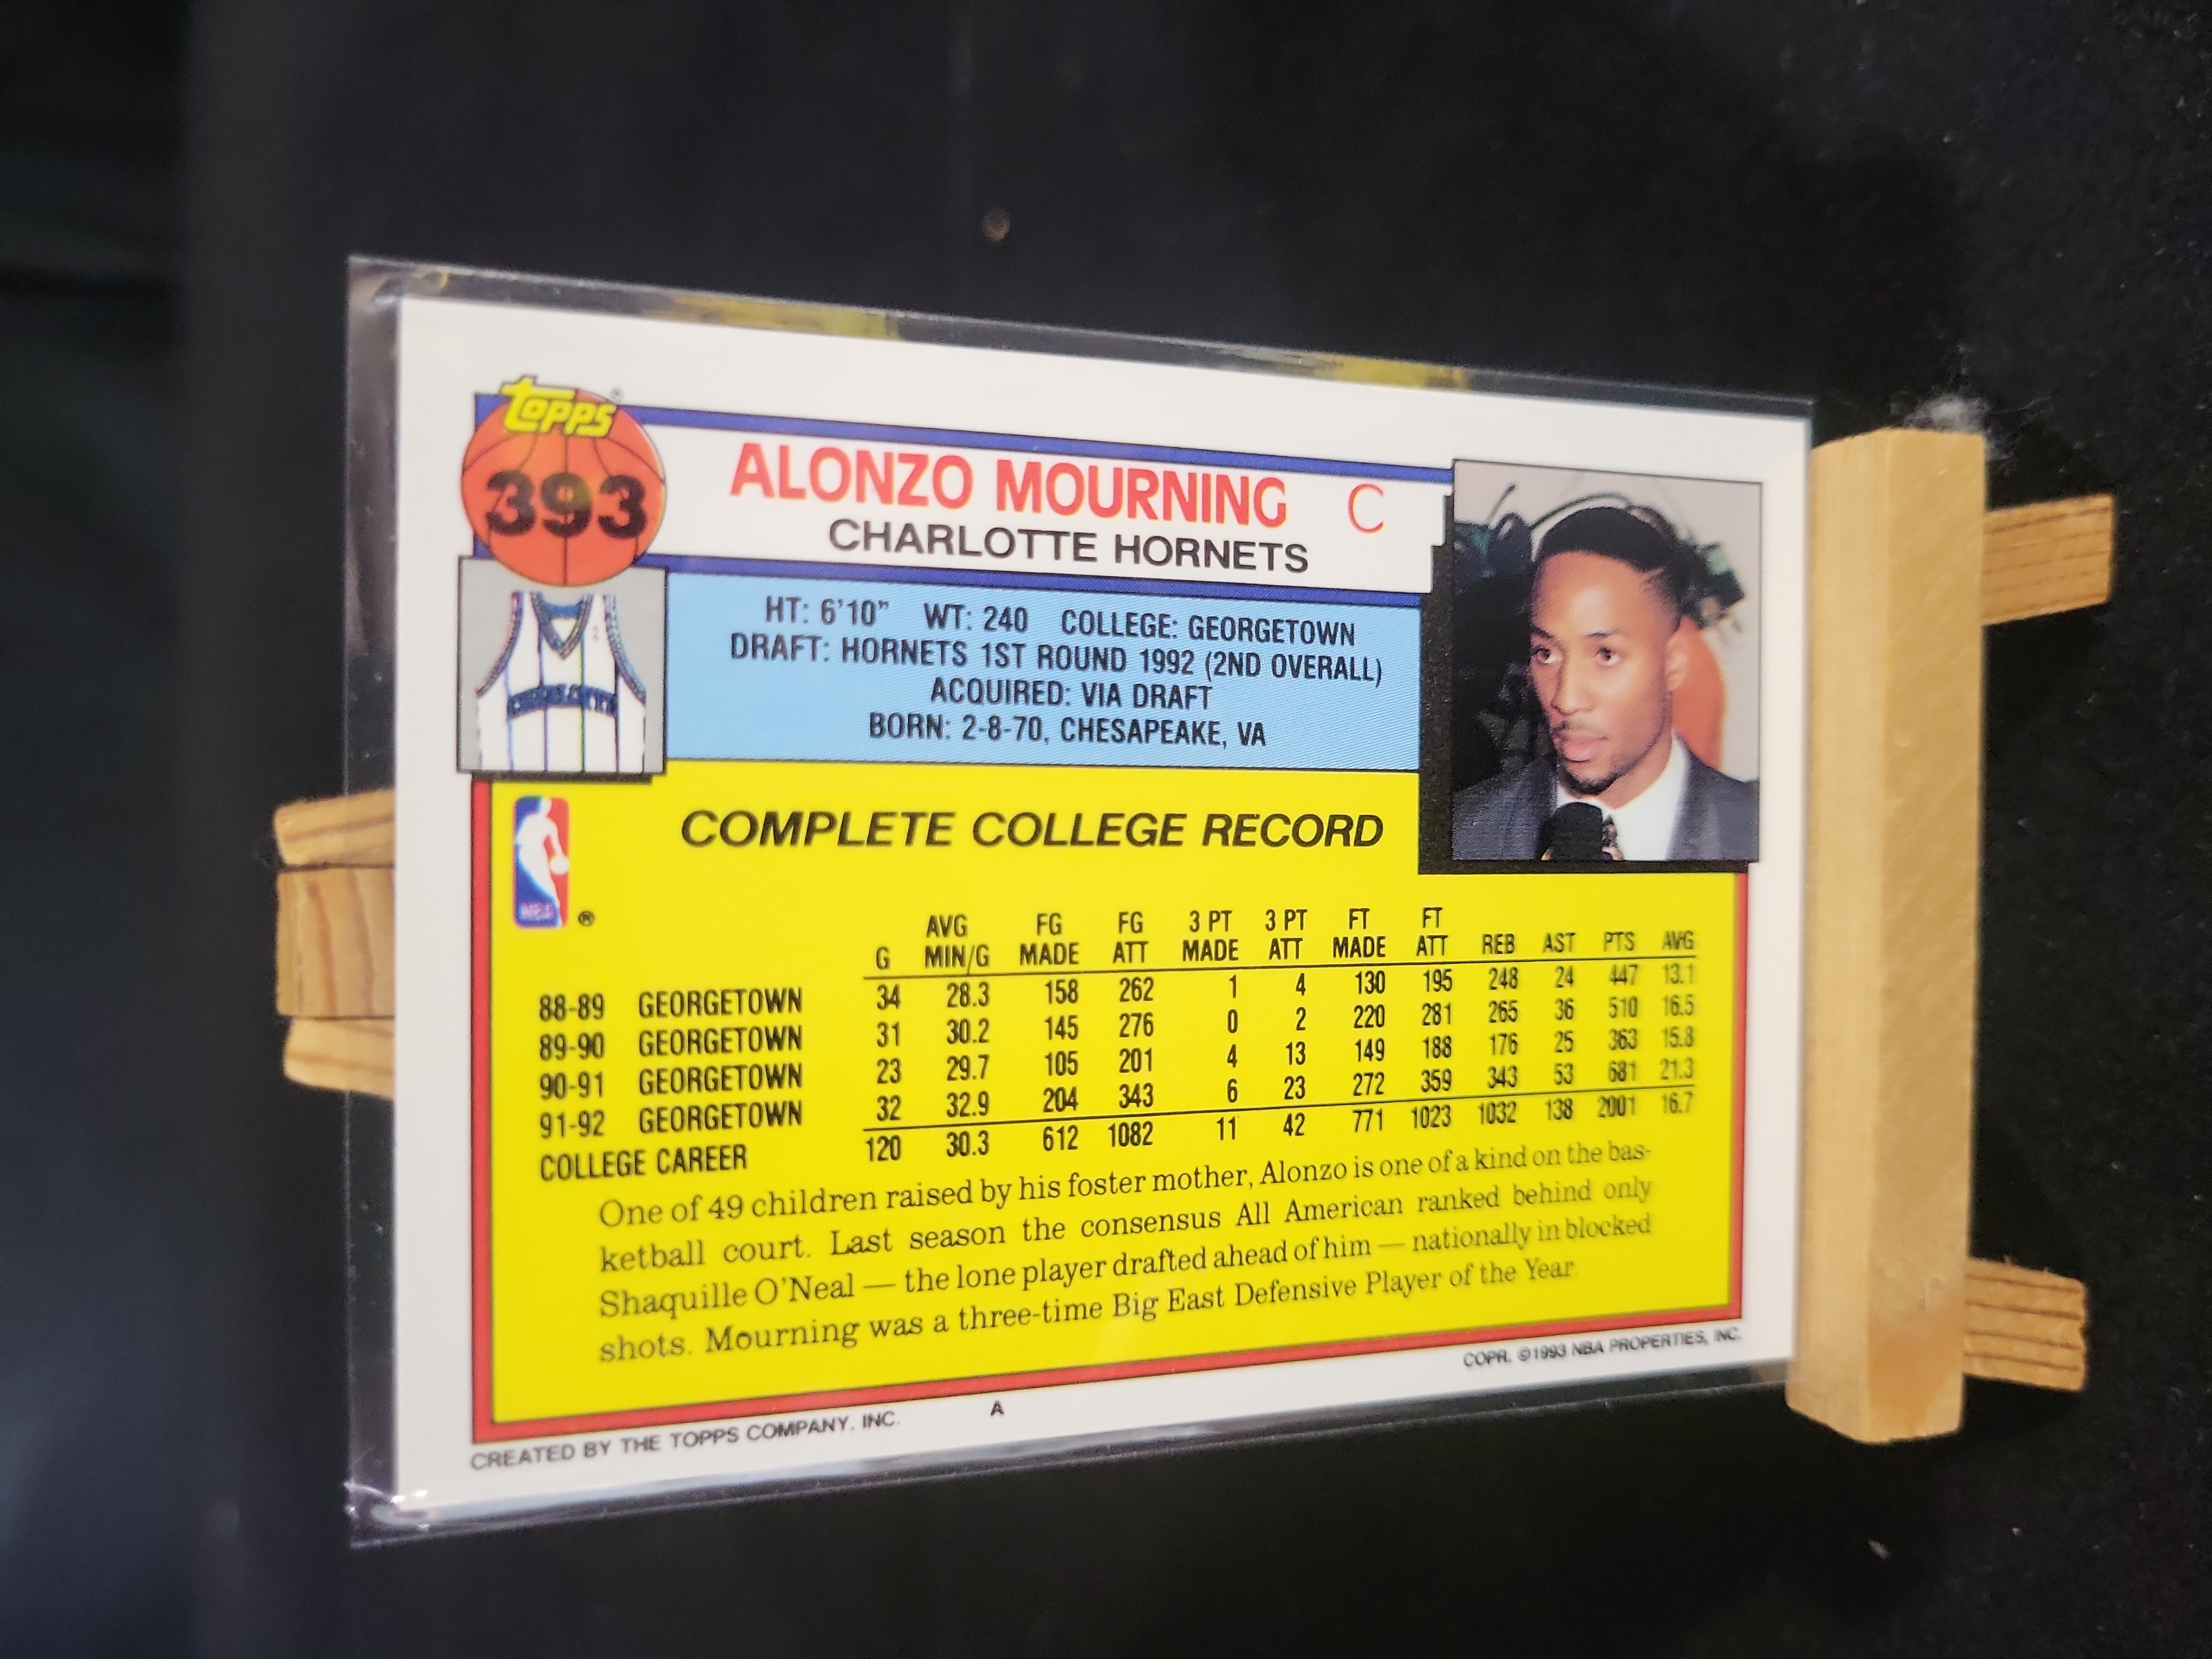 TOPPS ®
393
ALONZO MOURNING C
CHARLOTTE HORNETS
CHARLOTTE
HT: 6'10" WT: 240 COLLEGE: GEORGETOWN
DRAFT: HORNETS 1ST ROUND 1992 (2ND OVERALL)
ACQUIRED: VIA DRAFT
BORN: 2-8-70, CHESAPEAKE, VA
NBA ®
COMPLETE COLLEGE RECORD
G AVG MIN/G FG MADE FG ATT 3 PT MADE 3 PT ATT FT MADE FT ATT REB AST PTS AVG
88-89 GEORGETOWN 34 28.3 158 262 1 4 130 195 248 24 447 13.1
89-90 GEORGETOWN 31 30.2 145 276 0 2 220 281 265 36 510 16.5
90-91 GEORGETOWN 23 29.7 105 201 4 13 149 188 176 25 363 15.8
91-92 GEORGETOWN 32 32.9 204 343 6 23 272 359 343 53 681 21.3
COLLEGE CAREER 120 30.3 612 1082 11 42 771 1023 1032 138 2001 16.7
One of 49 children raised by his foster mother, Alonzo is one of a kind on the bas-
ketball court. Last season the consensus All American ranked behind only
Shaquille O'Neal — the lone player drafted ahead of him — nationally in blocked
shots. Mourning was a three-time Big East Defensive Player of the Year.
CREATED BY THE TOPPS COMPANY, INC. A COPR. ©1993 NBA PROPERTIES, INC.